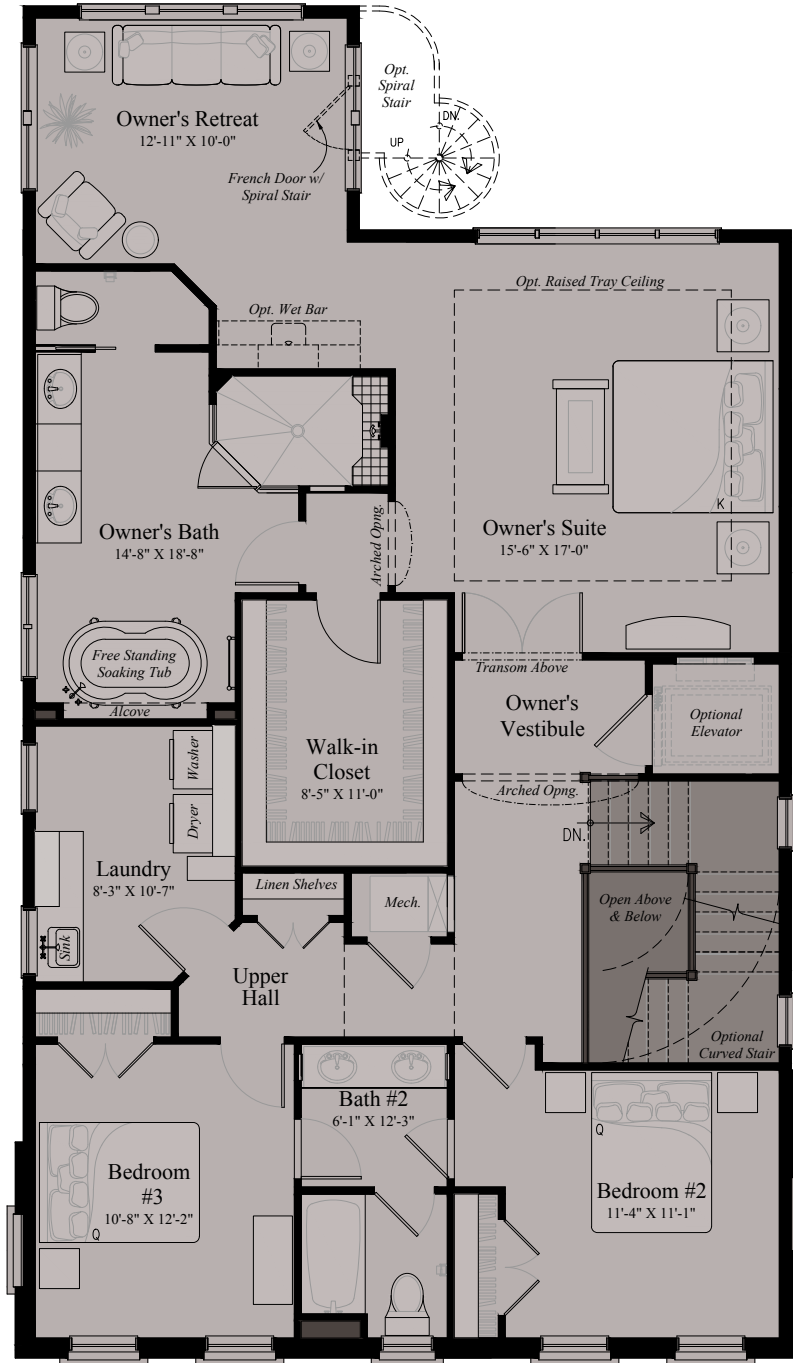 Opt.
Spiral
Stair
DN.
UP
Owner's Retreat
12'-11" X 10'-0"
French Door w/
Spiral Stair
Opt. Raised Tray Ceiling
Opt. Wet Bar
K
Owner's Suite
15'-6" X 17'-0"
Arched Opng.
Owner's Bath
14'-8" X 18'-8"
Free Standing
Soaking Tub
Alcove
Transom Above
Owner's
Vestibule
Optional
Elevator
Arched Opng.
DN.
Walk-in
Closet
8'-5" X 11'-0"
Washer
Dryer
Laundry
8'-3" X 10'-7"
Sink
Linen Shelves
Mech.
Open Above
& Below
Upper
Hall
Optional
Curved Stair
Bath #2
6'-1" X 12'-3"
Bedroom
#3
10'-8" X 12'-2"
Q
Q
Bedroom #2
11'-4" X 11'-1"